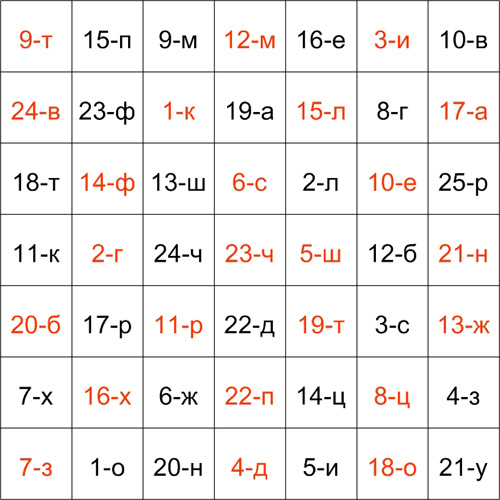 9-т 15-п 9-м 12-м 16-е 3-и 10-в
24-в 23-ф 1-к 19-а 15-л 8-г 17-а
18-т 14-ф 13-ш 6-с 2-л 10-е 25-р
11-к 2-г 24-ч 23-ч 5-ш 12-б 21-н
20-б 17-р 11-р 22-д 19-т 3-с 13-ж
7-х 16-х 6-ж 22-п 14-ц 8-ц 4-з
7-з 1-о 20-н 4-д 5-и 18-о 21-у